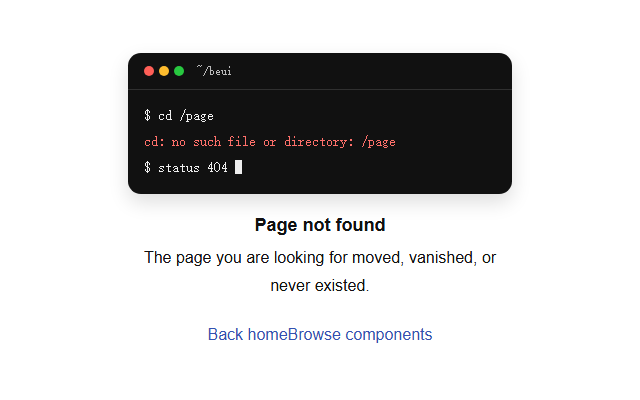 ~/beui
$ cd /page
cd: no such file or directory: /page
$ status 404
Page not found
The page you are looking for moved, vanished, or
never existed.
Back homeBrowse components